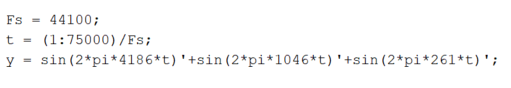 Fs = 44100;
t = (1:75000)/Fs;
y = sin(2*pi*4186*t)'+sin(2*pi*1046*t)'+sin(2*pi*261*t)';